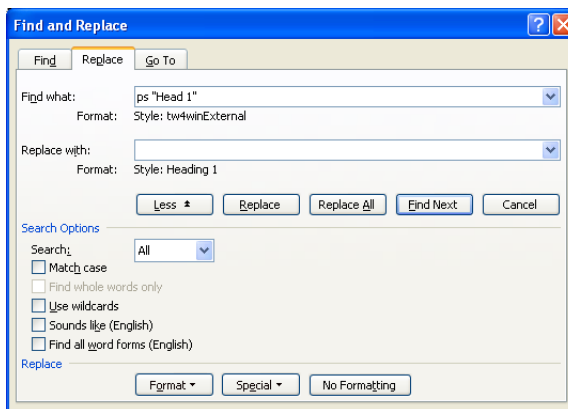 Find and Replace
Find Replace Go To
Find what: ps "Head 1"
Format: Style: tw4winExternal
Replace with:
Format: Style: Heading 1
Less Replace Replace All Find Next Cancel
Search Options
Search: All
Match case
Find whole words only
Use wildcards
Sounds like (English)
Find all word forms (English)
Replace
Format Special No Formatting